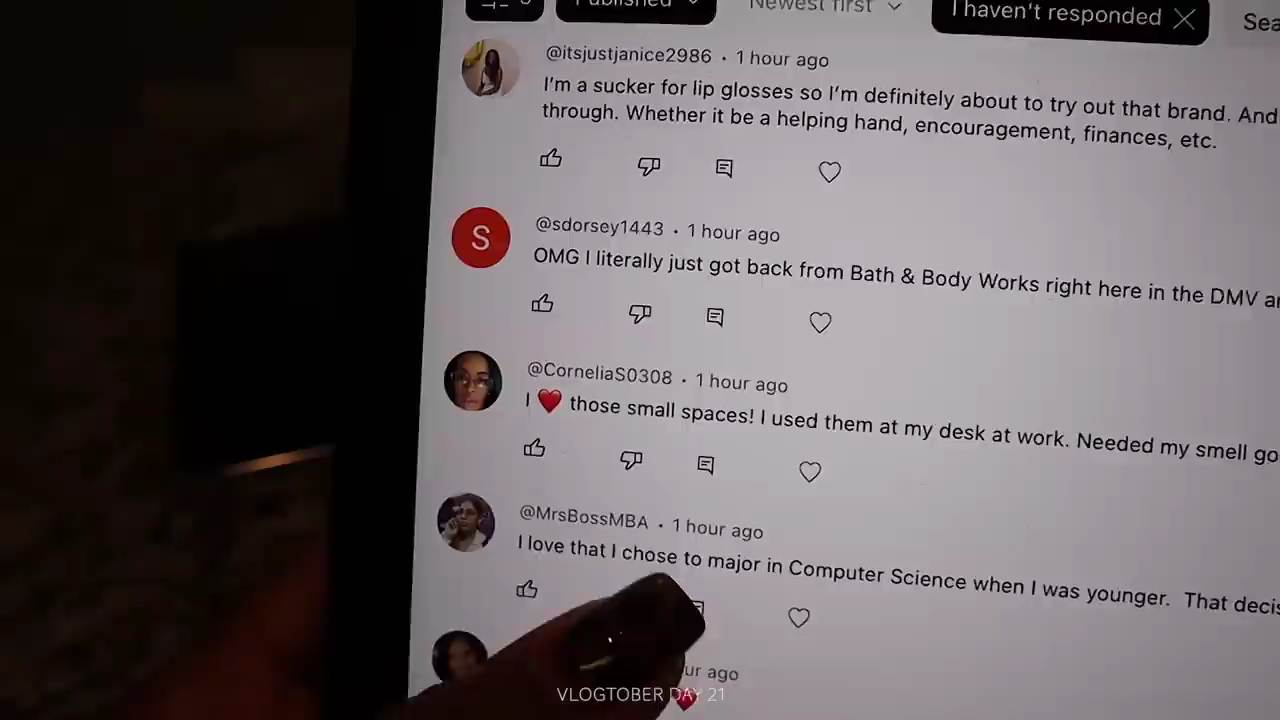 Published
Newest first
I haven't responded
@itsjustjanice2986 · 1 hour ago
I'm a sucker for lip glosses so I'm definitely about to try out that brand. And
through. Whether it be a helping hand, encouragement, finances, etc.
S
@sdorsey1443 · 1 hour ago
OMG I literally just got back from Bath & Body Works right here in the DMV
@CorneliaS0308 · 1 hour ago
I ❤️ those small spaces! I used them at my desk at work. Needed my smell
@MrsBossMBA · 1 hour ago
I love that I chose to major in Computer Science when I was younger. That
ago
❤️
VLOGTOBER DAY 21